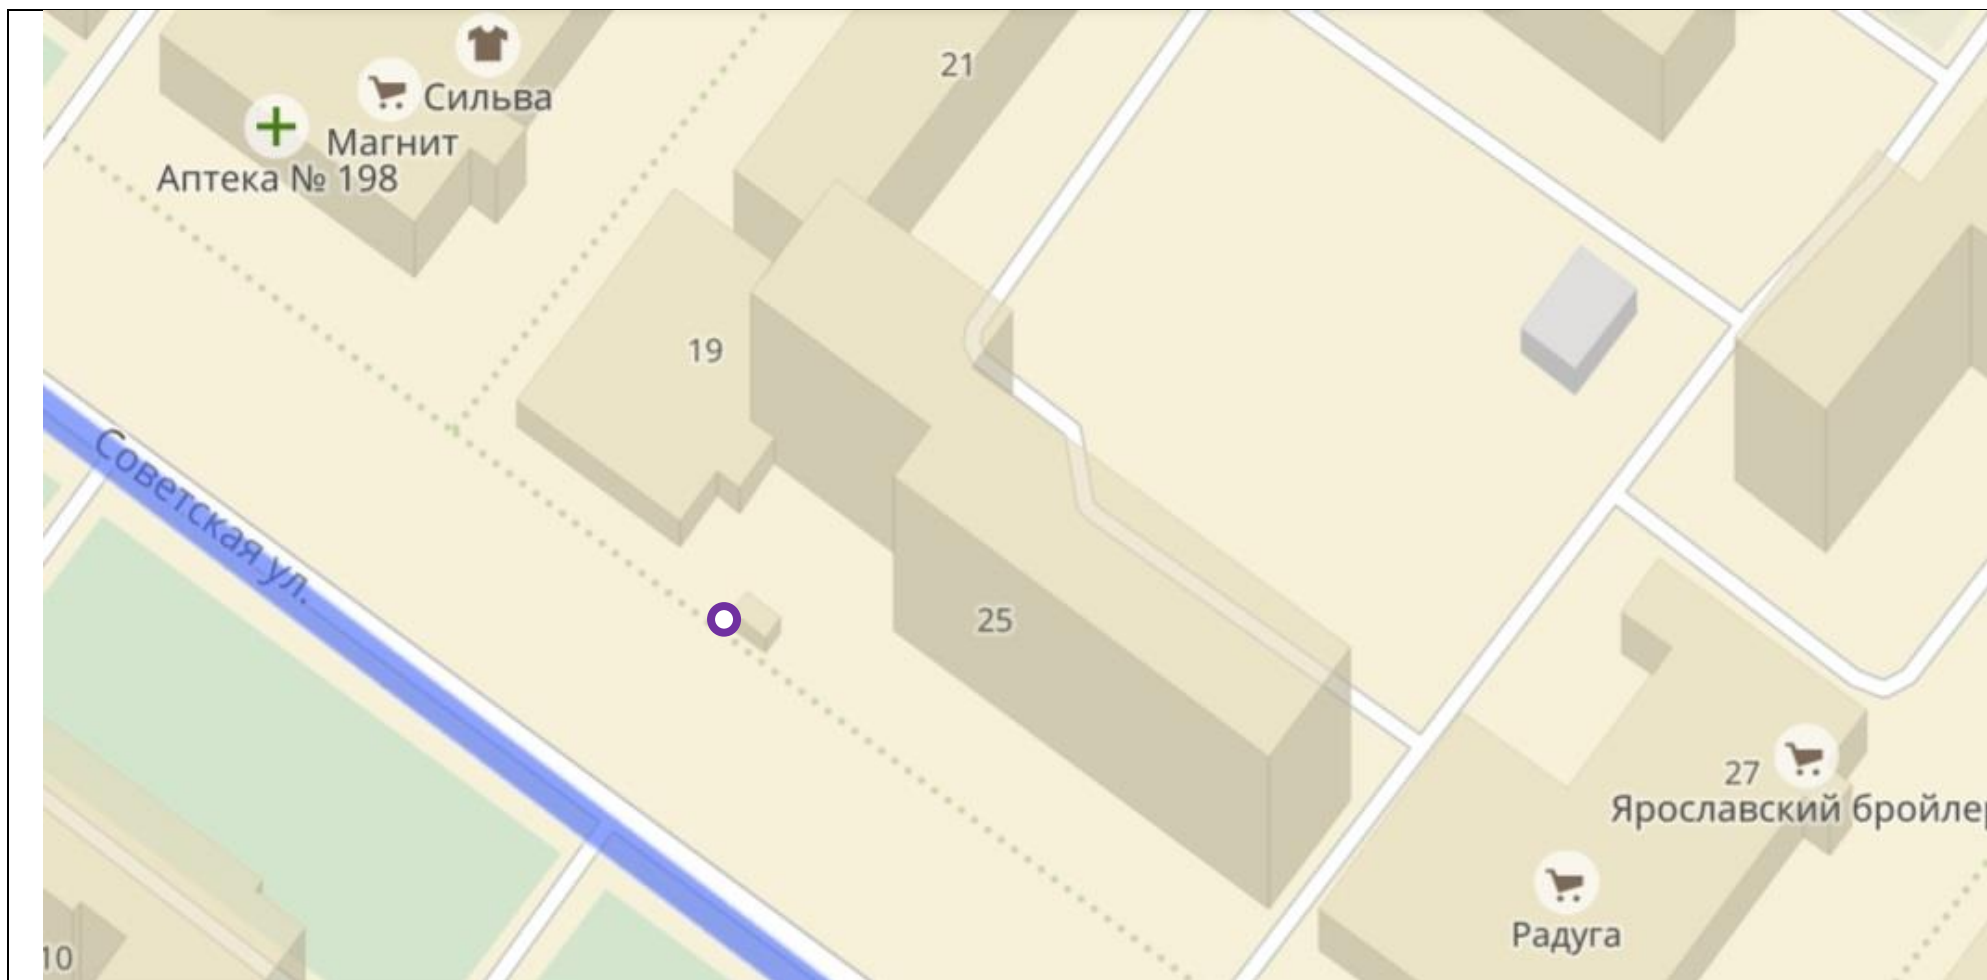 21
Сильва
Магнит
Аптека № 198
19
Советская ул.
25
27
Ярославский бройлер
Радуга
10